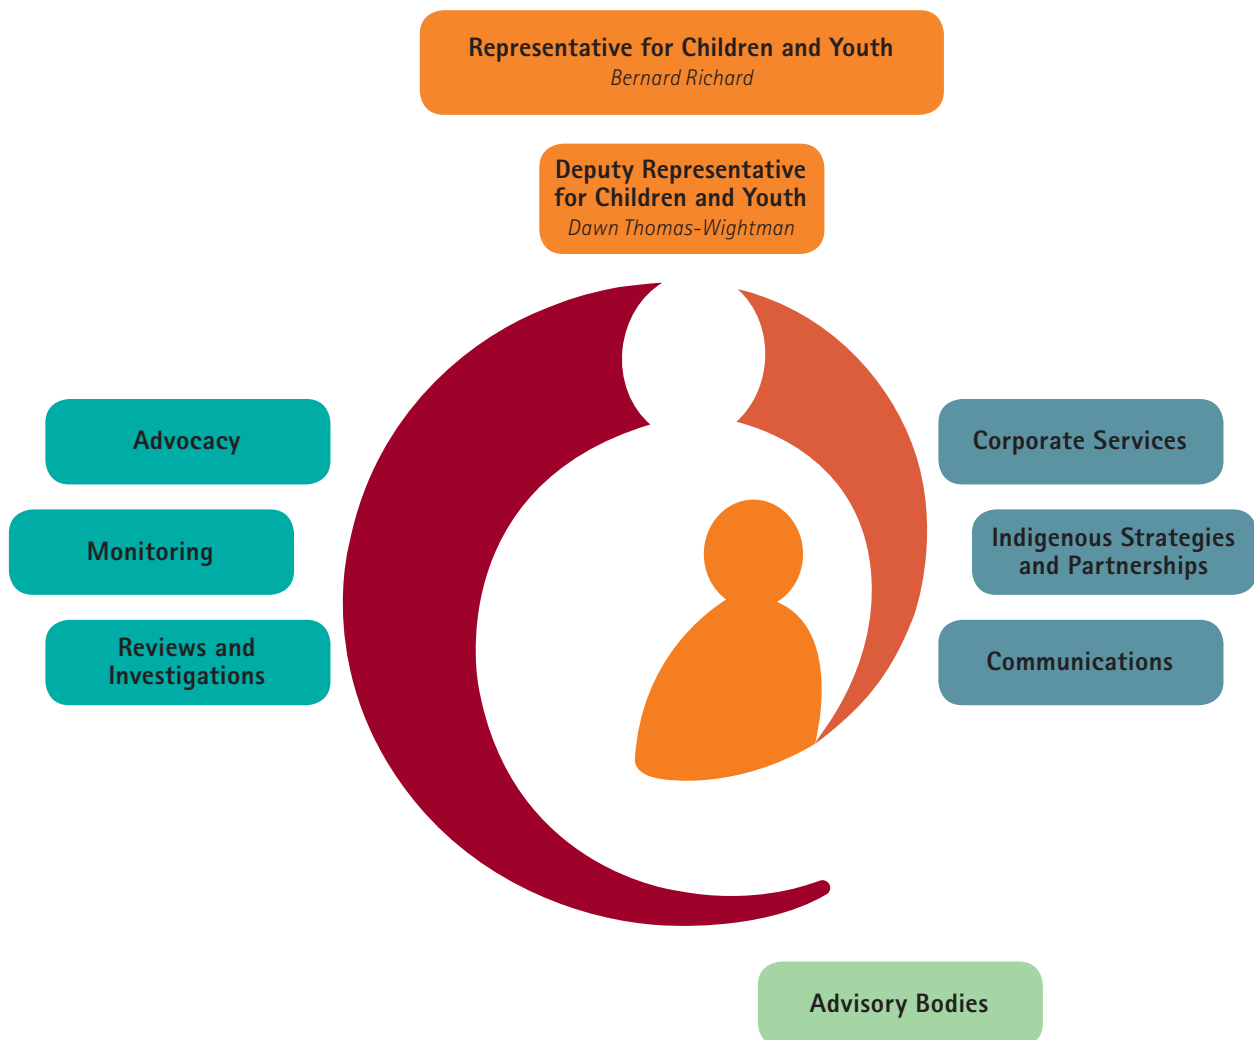 Representative for Children and Youth
Bernard Richard
Deputy Representative
for Children and Youth
Dawn Thomas-Wightman
Advocacy
Monitoring
Reviews and
Investigations
Corporate Services
Indigenous Strategies
and Partnerships
Communications
Advisory Bodies